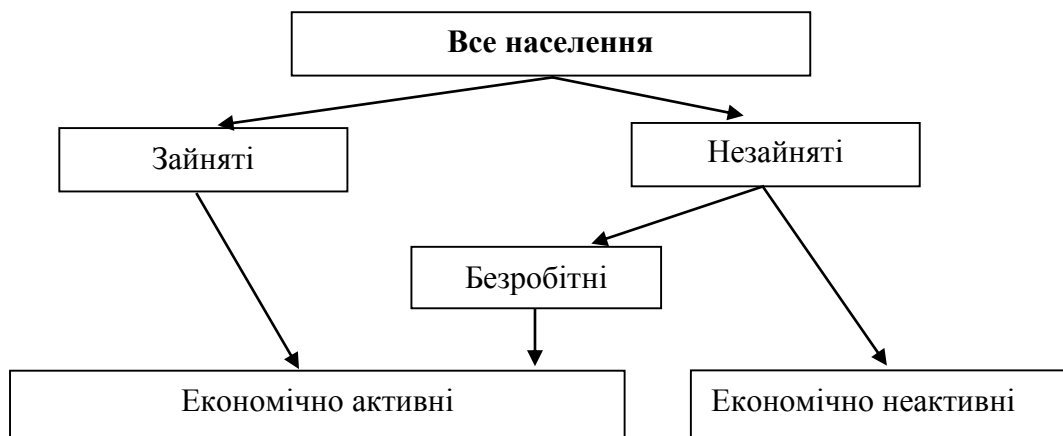 Все населення
Зайняті
Незайняті
Безробітні
Економічно активні
Економічно неактивні